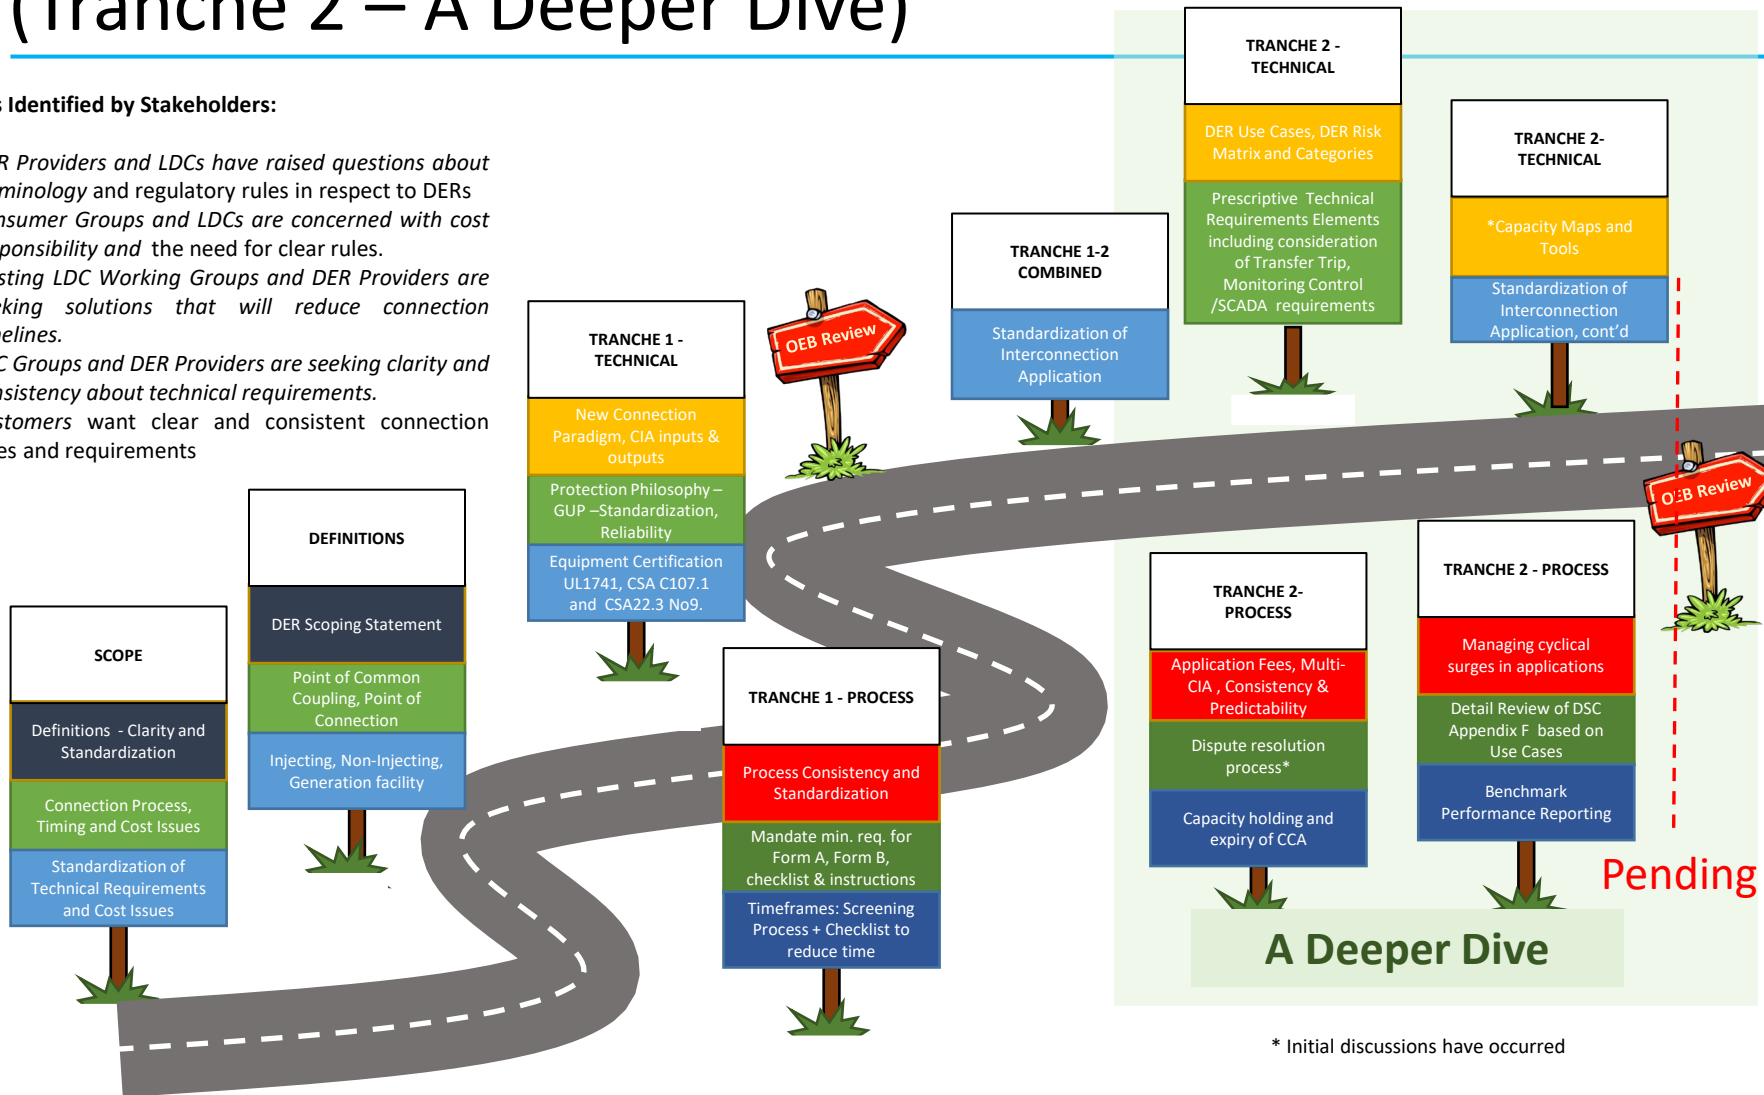 (Tranche 2 – A Deeper Dive)
Identified by Stakeholders:
Providers and LDCs have raised questions about
and regulatory rules in respect to DERs
Groups and LDCs are concerned with cost
and the need for clear rules.
LDC Working Groups and DER Providers are
solutions that will reduce connection
Groups and DER Providers are seeking clarity and
about technical requirements.
want clear and consistent connection
and requirements
SCOPE
Definitions - Clarity and
Standardization
Connection Process,
Timing and Cost Issues
Standardization of
Technical Requirements
and Cost Issues
DEFINITIONS
DER Scoping Statement
Point of Common
Coupling, Point of
Connection
Injecting, Non-Injecting,
Generation facility
TRANCHE 1 -
TECHNICAL
New Connection
Paradigm, CIA inputs &
outputs
Protection Philosophy –
GUP –Standardization,
Reliability
Equipment Certification
UL1741, CSA C107.1
and CSA22.3 No9.
TRANCHE 1 - PROCESS
Process Consistency and
Standardization
Mandate min. req. for
Form A, Form B,
checklist & instructions
Timeframes: Screening
Process + Checklist to
reduce time
OEB Review
TRANCHE 1-2
COMBINED
Standardization of
Interconnection
Application
TRANCHE 2 -
TECHNICAL
DER Use Cases, DER Risk
Matrix and Categories
Prescriptive Technical
Requirements Elements
including consideration
of Transfer Trip,
Monitoring Control
/SCADA requirements
TRANCHE 2-
TECHNICAL
*Capacity Maps and
Tools
Standardization of
Interconnection
Application, cont’d
TRANCHE 2-
PROCESS
Application Fees, Multi-
CIA , Consistency &
Predictability
Dispute resolution
process*
Capacity holding and
expiry of CCA
TRANCHE 2 - PROCESS
Managing cyclical
surges in applications
Detail Review of DSC
Appendix F based on
Use Cases
Benchmark
Performance Reporting
OEB Review
Pending
A Deeper Dive
* Initial discussions have occurred